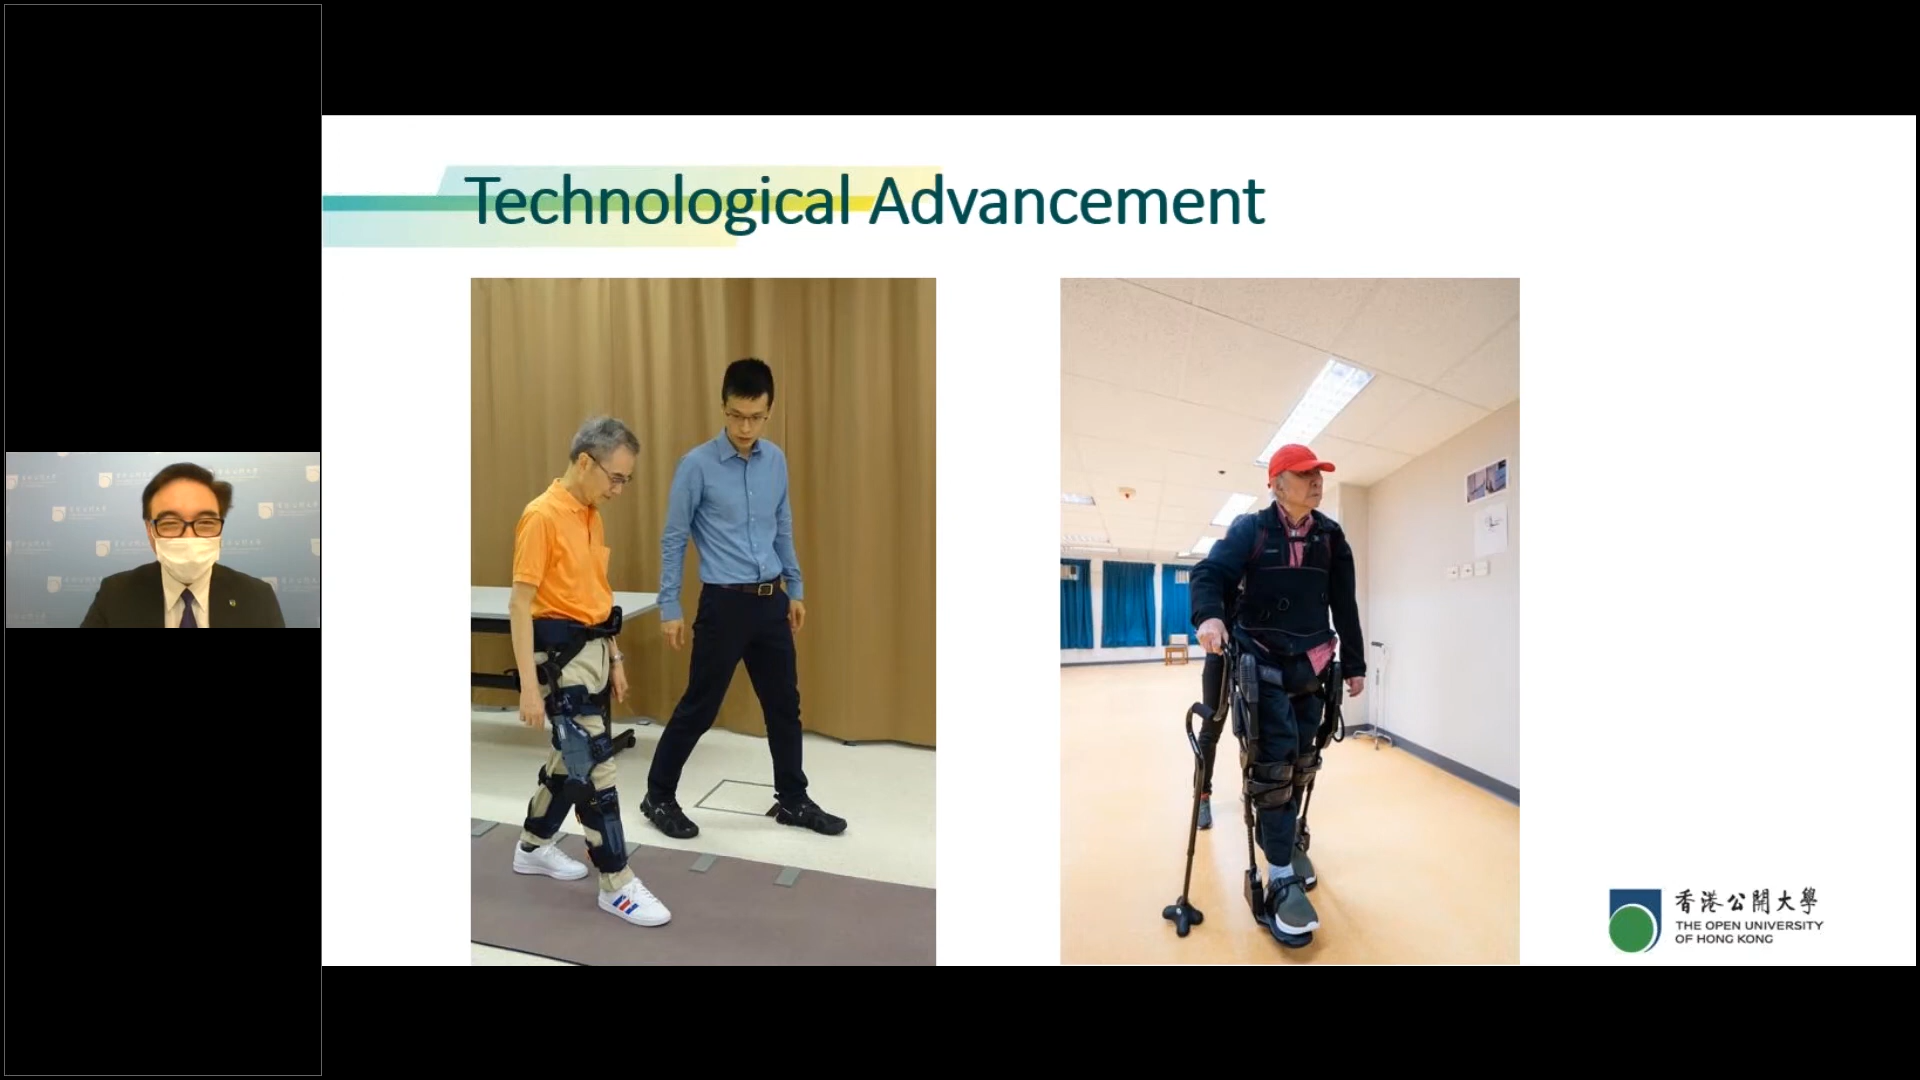 Technological Advancement
香港公開大學
THE OPEN UNIVERSITY
OF HONG KONG